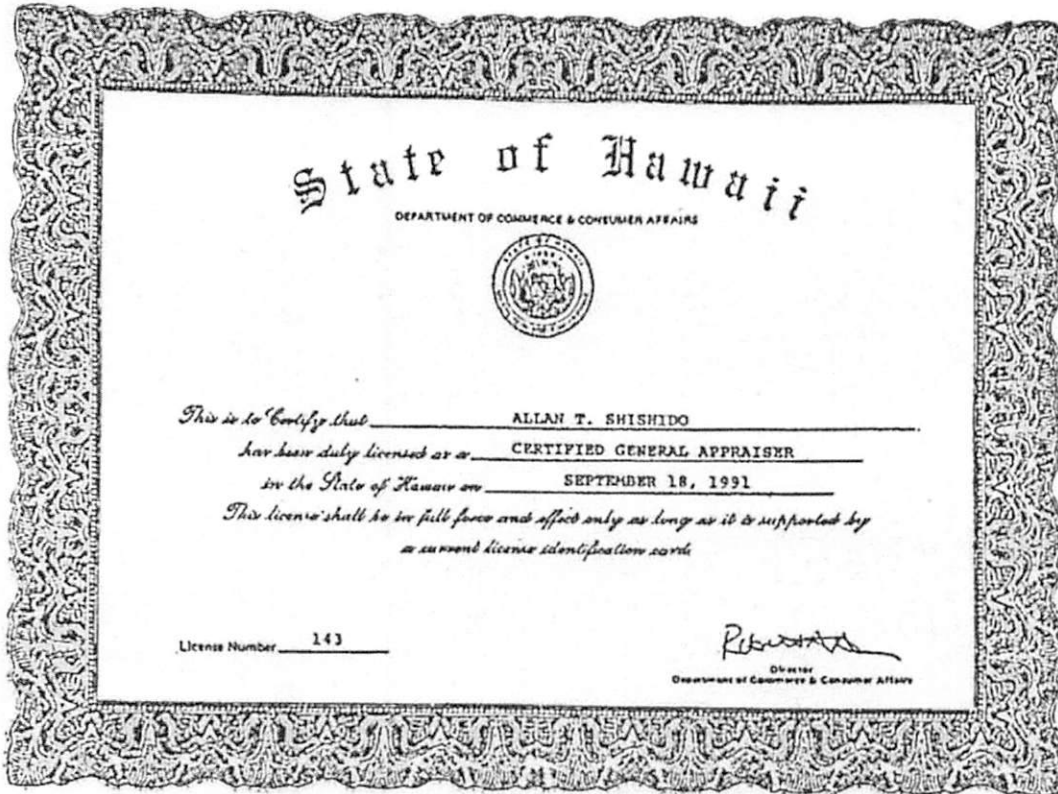 State of Hawaii
DEPARTMENT OF COMMERCE & CONSUMER AFFAIRS
STATE OF HAWAII
This is to Certify that ALLAN T. SHISHIDO
has been duly licensed as a CERTIFIED GENERAL APPRAISER
in the State of Hawaii on SEPTEMBER 18, 1991
This license shall be in full force and effect only as long as it is supported by
a current license identification card.
License Number 143
Director
Department of Commerce & Consumer Affairs